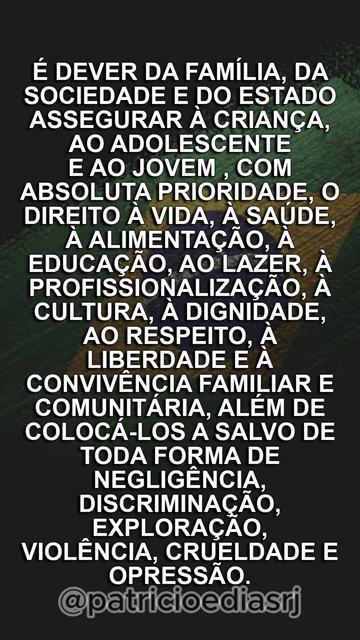 É DEVER DA FAMÍLIA, DA
SOCIEDADE E DO ESTADO
ASSEGURAR À CRIANÇA,
AO ADOLESCENTE
E AO JOVEM , COM
ABSOLUTA PRIORIDADE, O
DIREITO À VIDA, À SAÚDE,
À ALIMENTAÇÃO, À
EDUCAÇÃO, AO LAZER, À
PROFISSIONALIZAÇÃO, À
CULTURA, À DIGNIDADE,
AO RESPEITO, À
LIBERDADE E À
CONVIVÊNCIA FAMILIAR E
COMUNITÁRIA, ALÉM DE
COLOCÁ-LOS A SALVO DE
TODA FORMA DE
NEGLIGÊNCIA,
DISCRIMINAÇÃO,
EXPLORAÇÃO,
VIOLÊNCIA, CRUELDADE E
OPRESSÃO.
@patricioediasrj